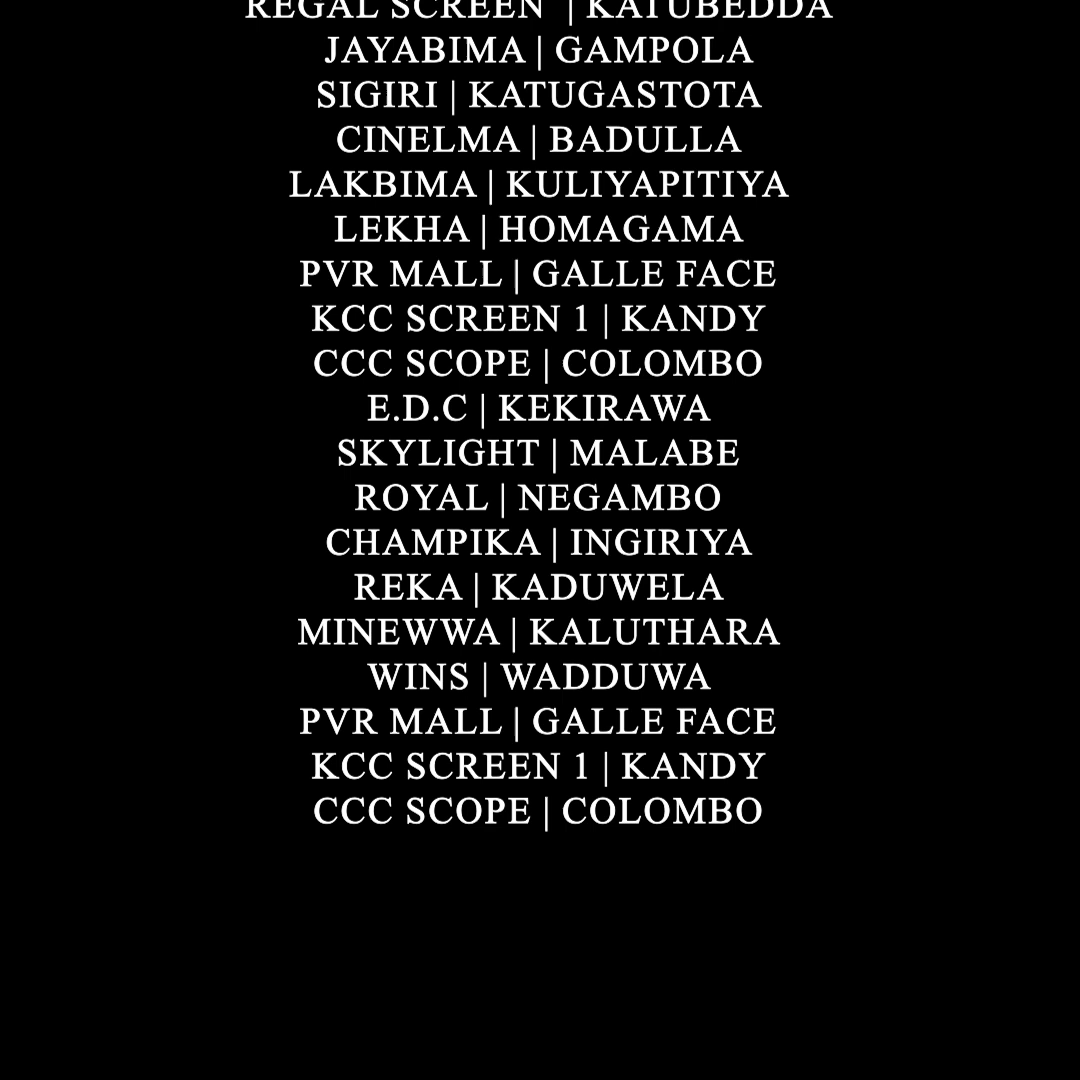 REGAL SCREEN | KATUBEDDA
JAYABIMA | GAMPOLA
SIGIRI | KATUGASTOTA
CINELMA | BADULLA
LAKBIMA | KULIYAPITIYA
LEKHA | HOMAGAMA
PVR MALL | GALLE FACE
KCC SCREEN 1 | KANDY
CCC SCOPE | COLOMBO
E.D.C | KEKIRAWA
SKYLIGHT | MALABE
ROYAL | NEGAMBO
CHAMPIKA | INGIRIYA
REKA | KADUWELA
MINEWWA | KALUTHARA
WINS | WADDUWA
PVR MALL | GALLE FACE
KCC SCREEN 1 | KANDY
CCC SCOPE | COLOMBO